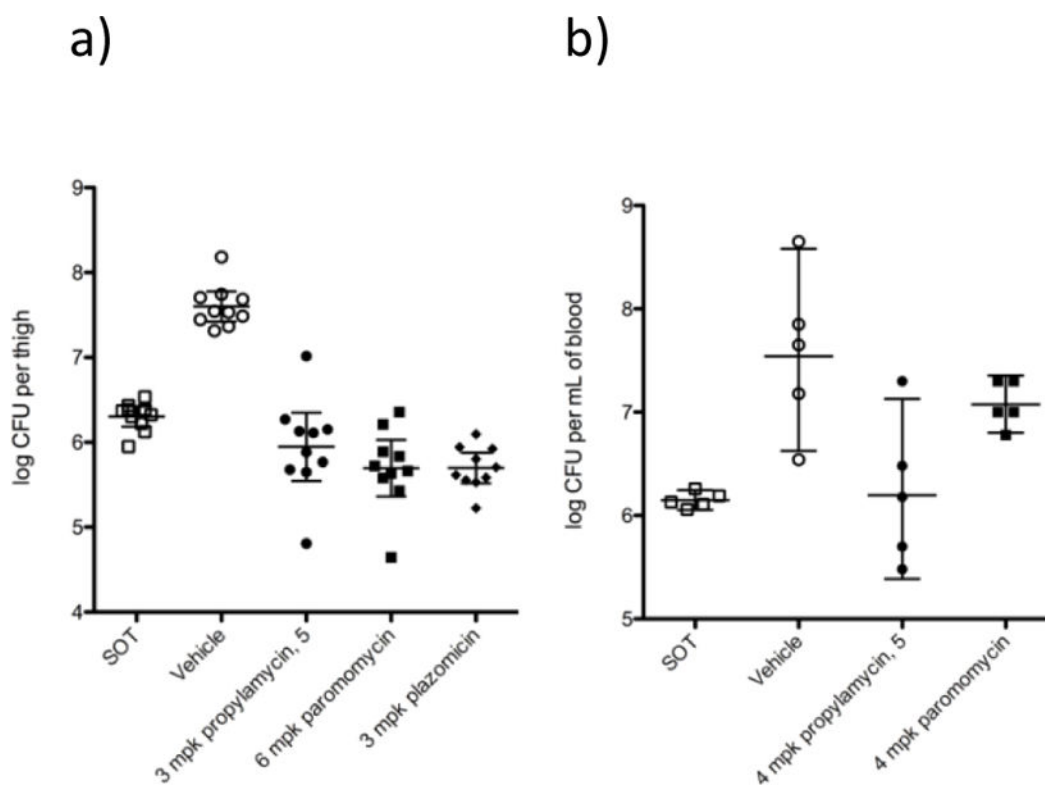 a)
log CFU per thigh
9
8
7
6
5
4
SOT
Vehicle
3 mpk propylamycin, 5
6 mpk paromomycin
3 mpk plazomicin
b)
log CFU per mL of blood
9
8
7
6
5
SOT
Vehicle
4 mpk propylamycin, 5
4 mpk paromomycin